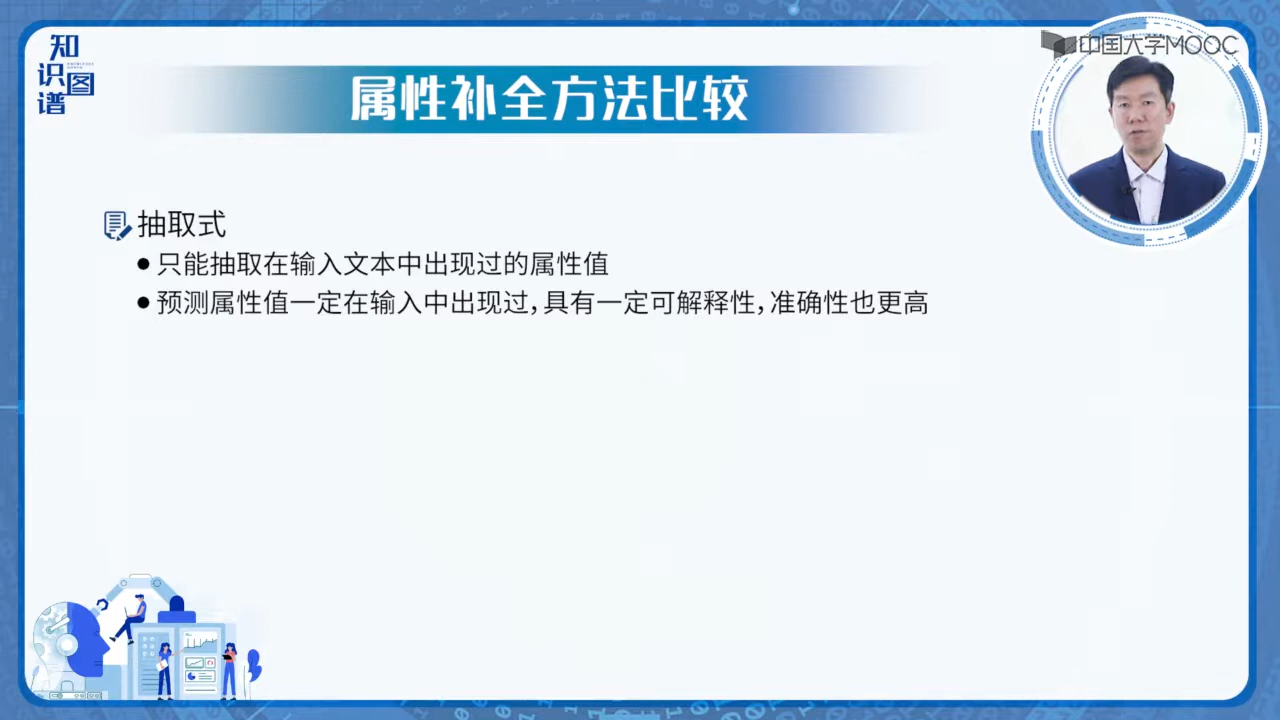 知识图谱
中国大学MOOC
属性补全方法比较
抽取式
●只能抽取在输入文本中出现过的属性值
●预测属性值一定在输入中出现过,具有一定可解释性,准确性也更高